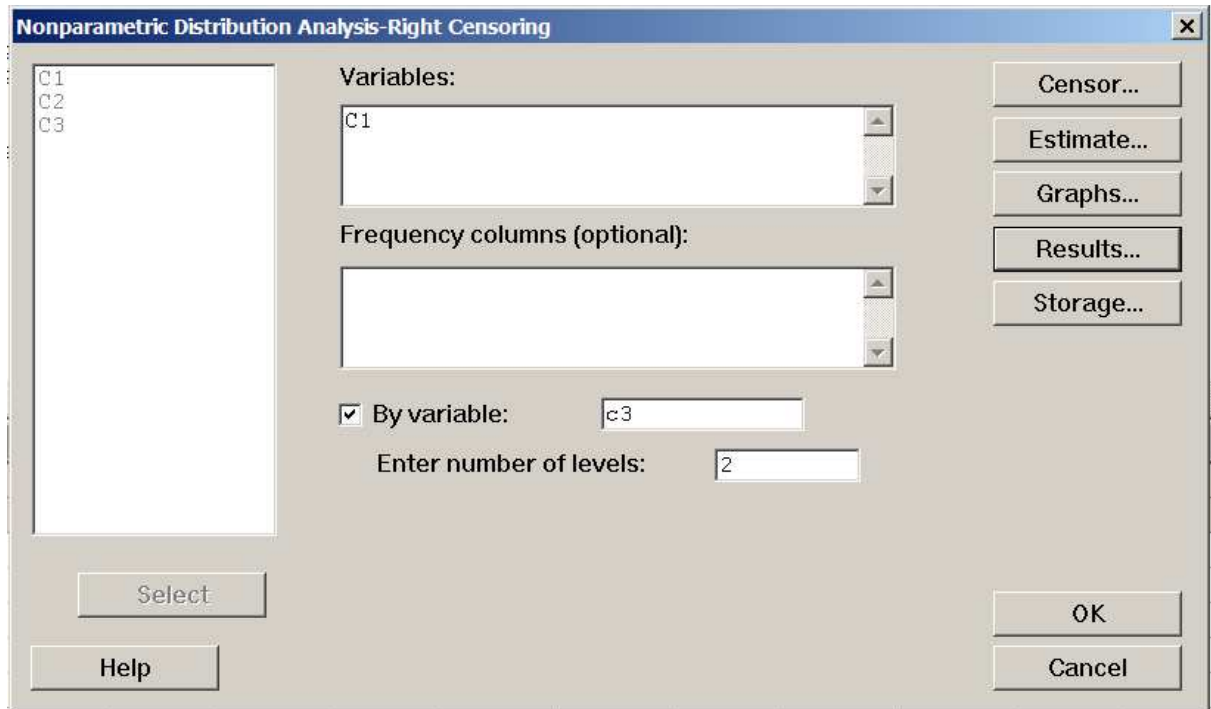 Nonparametric Distribution Analysis-Right Censoring
C1
C2
C3
Variables:
C1
Frequency columns (optional):
By variable:
c3
Enter number of levels:
2
Censor...
Estimate...
Graphs...
Results...
Storage...
Select
Help
OK
Cancel